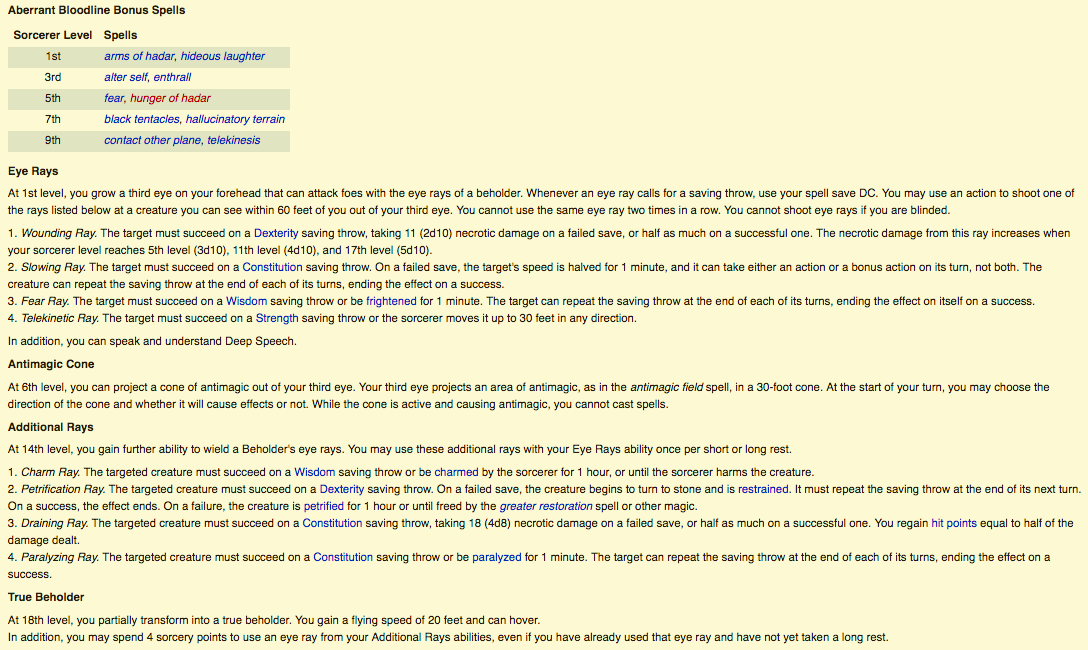 Aberrant Bloodline Bonus Spells
Sorcerer Level Spells
1st arms of hadar, hideous laughter
3rd alter self, enthrall
5th fear, hunger of hadar
7th black tentacles, hallucinatory terrain
9th contact other plane, telekinesis
Eye Rays
At 1st level, you grow a third eye on your forehead that can attack foes with the eye rays of a beholder. Whenever an eye ray calls for a saving throw, use your spell save DC. You may use an action to shoot one of
the rays listed below at a creature you can see within 60 feet of you out of your third eye. You cannot use the same eye ray two times in a row. You cannot shoot eye rays if you are blinded.
1. Wounding Ray. The target must succeed on a Dexterity saving throw, taking 11 (2d10) necrotic damage on a failed save, or half as much on a successful one. The necrotic damage from this ray increases when
your sorcerer level reaches 5th level (3d10), 11th level (4d10), and 17th level (5d10).
2. Slowing Ray. The target must succeed on a Constitution saving throw. On a failed save, the target's speed is halved for 1 minute, and it can take either an action or a bonus action on its turn, not both. The
creature can repeat the saving throw at the end of each of its turns, ending the effect on a success.
3. Fear Ray. The target must succeed on a Wisdom saving throw or be frightened for 1 minute. The target can repeat the saving throw at the end of each of its turns, ending the effect on itself on a success.
4. Telekinetic Ray. The target must succeed on a Strength saving throw or the sorcerer moves it up to 30 feet in any direction.
In addition, you can speak and understand Deep Speech.
Antimagic Cone
At 6th level, you can project a cone of antimagic out of your third eye. Your third eye projects an area of antimagic, as in the antimagic field spell, in a 30-foot cone. At the start of your turn, you may choose the
direction of the cone and whether it will cause effects or not. While the cone is active and causing antimagic, you cannot cast spells.
Additional Rays
At 14th level, you gain further ability to wield a Beholder's eye rays. You may use these additional rays with your Eye Rays ability once per short or long rest.
1. Charm Ray. The targeted creature must succeed on a Wisdom saving throw or be charmed by the sorcerer for 1 hour, or until the sorcerer harms the creature.
2. Petrification Ray. The targeted creature must succeed on a Dexterity saving throw. On a failed save, the creature begins to turn to stone and is restrained. It must repeat the saving throw at the end of its next turn.
On a success, the effect ends. On a failure, the creature is petrified for 1 hour or until freed by the greater restoration spell or other magic.
3. Draining Ray. The targeted creature must succeed on a Constitution saving throw, taking 18 (4d8) necrotic damage on a failed save, or half as much on a successful one. You regain hit points equal to half of the
damage dealt.
4. Paralyzing Ray. The targeted creature must succeed on a Constitution saving throw or be paralyzed for 1 minute. The target can repeat the saving throw at the end of each of its turns, ending the effect on a
success.
True Beholder
At 18th level, you partially transform into a true beholder. You gain a flying speed of 20 feet and can hover.
In addition, you may spend 4 sorcery points to use an eye ray from your Additional Rays abilities, even if you have already used that eye ray and have not yet taken a long rest.